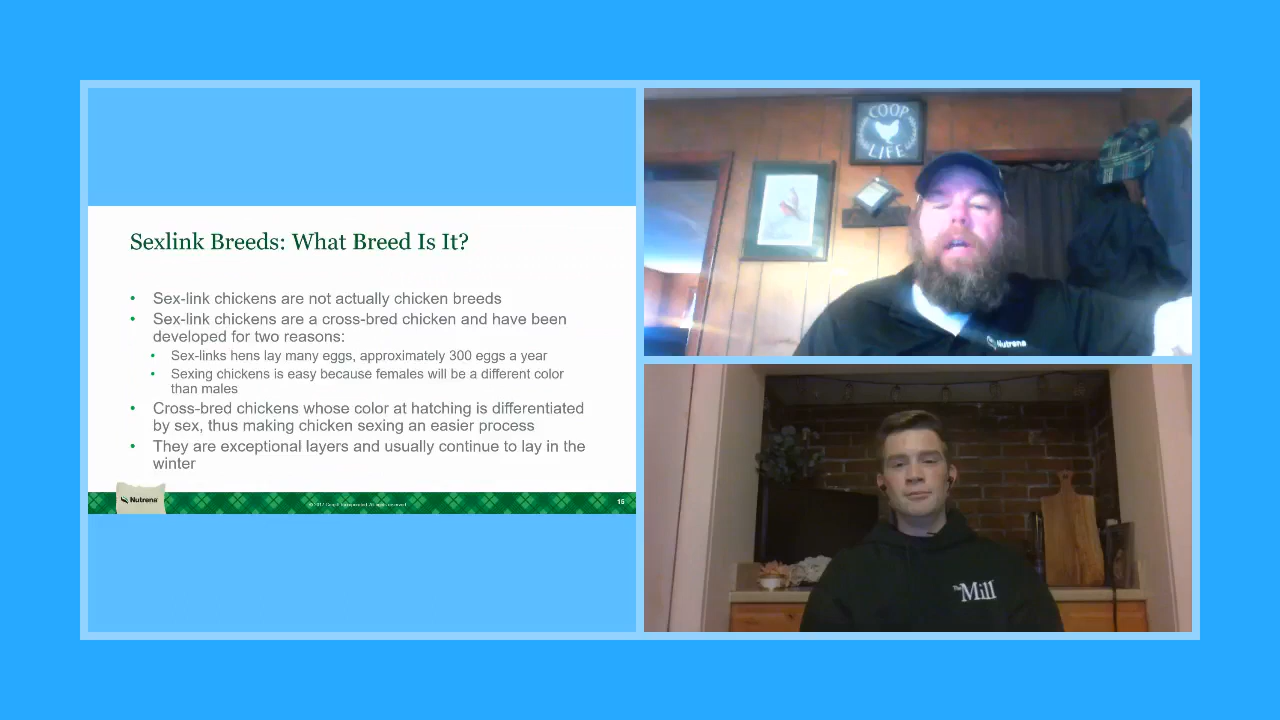 Sexlink Breeds: What Breed Is It?
• Sex-link chickens are not actually chicken breeds
• Sex-link chickens are a cross-bred chicken and have been
developed for two reasons:
• Sex-links hens lay many eggs, approximately 300 eggs a year
• Sexing chickens is easy because females will be a different color
than males
• Cross-bred chickens whose color at hatching is differentiated
by sex, thus making chicken sexing an easier process
• They are exceptional layers and usually continue to lay in the
winter
Nutrena
15
COOP
LIFE
Nutrena
The Mill